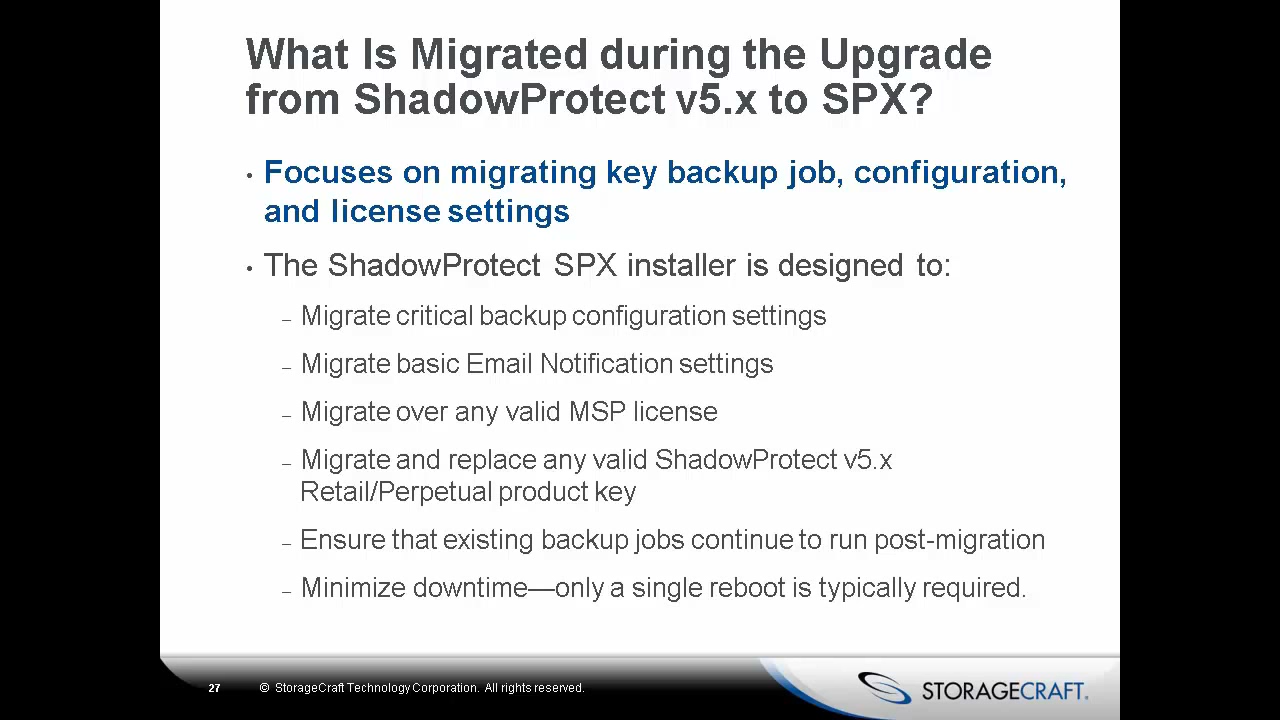 What Is Migrated during the Upgrade
from ShadowProtect v5.x to SPX?
• Focuses on migrating key backup job, configuration,
and license settings
• The ShadowProtect SPX installer is designed to:
– Migrate critical backup configuration settings
– Migrate basic Email Notification settings
– Migrate over any valid MSP license
– Migrate and replace any valid ShadowProtect v5.x
Retail/Perpetual product key
– Ensure that existing backup jobs continue to run post-migration
– Minimize downtime—only a single reboot is typically required.
27 © StorageCraft Technology Corporation. All rights reserved.
STORAGECRAFT.